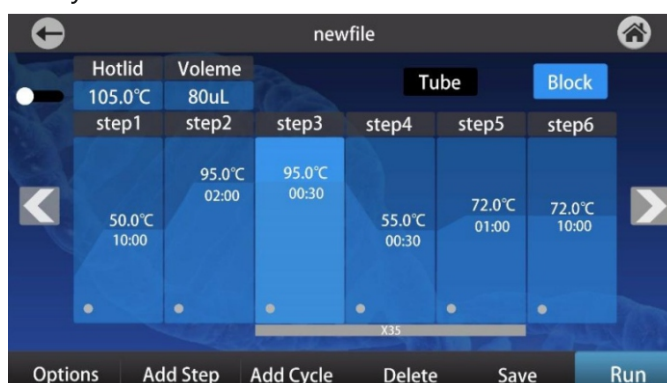 newfile
Hotlid Voleme
105.0℃ 80uL
Tube Block
step1 step2 step3 step4 step5 step6
50.0℃ 95.0℃ 95.0℃ 55.0℃ 72.0℃ 72.0℃
10:00 02:00 00:30 00:30 01:00 10:00
X35
Options Add Step Add Cycle Delete Save Run